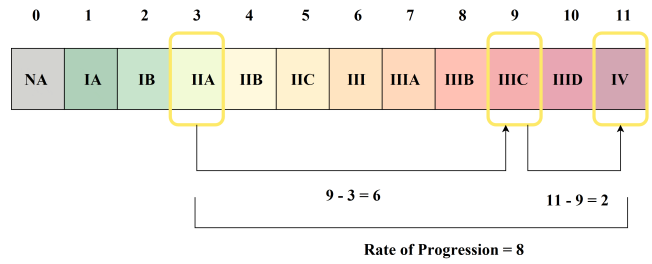 0 1 2 3 4 5 6 7 8 9 10 11
NA IA IB IIA IIB IIC III IIIA IIIB IIIC IIID IV
9 - 3 = 6
11 - 9 = 2
Rate of Progression = 8